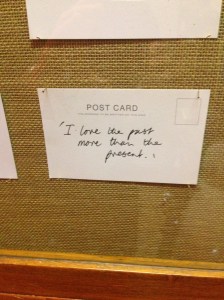 POST CARD
'I love the past
more than the
present.